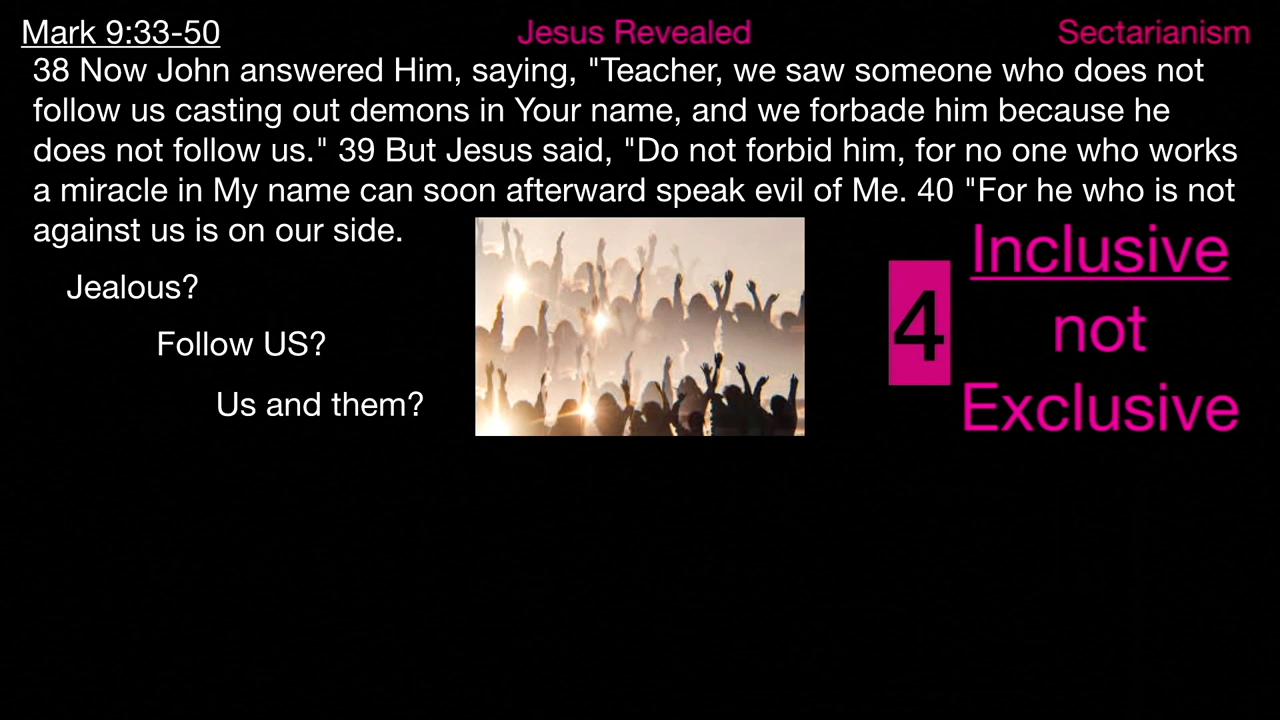 Mark 9:33-50
Jesus Revealed
Sectarianism
38 Now John answered Him, saying, "Teacher, we saw someone who does not
follow us casting out demons in Your name, and we forbade him because he
does not follow us." 39 But Jesus said, "Do not forbid him, for no one who works
a miracle in My name can soon afterward speak evil of Me. 40 "For he who is not
against us is on our side.
Jealous?
Follow US?
Us and them?
4
Inclusive
not
Exclusive